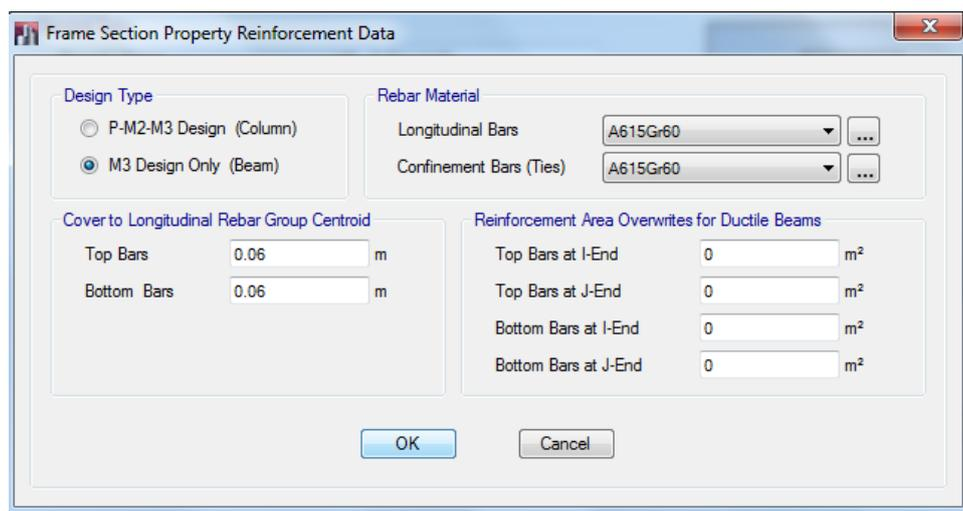 Frame Section Property Reinforcement Data
Design Type
P-M2-M3 Design (Column)
M3 Design Only (Beam)
Rebar Material
Longitudinal Bars A615Gr60 ...
Confinement Bars (Ties) A615Gr60 ...
Cover to Longitudinal Rebar Group Centroid
Top Bars 0.06 m
Bottom Bars 0.06 m
Reinforcement Area Overwrites for Ductile Beams
Top Bars at I-End 0 m²
Top Bars at J-End 0 m²
Bottom Bars at I-End 0 m²
Bottom Bars at J-End 0 m²
OK Cancel